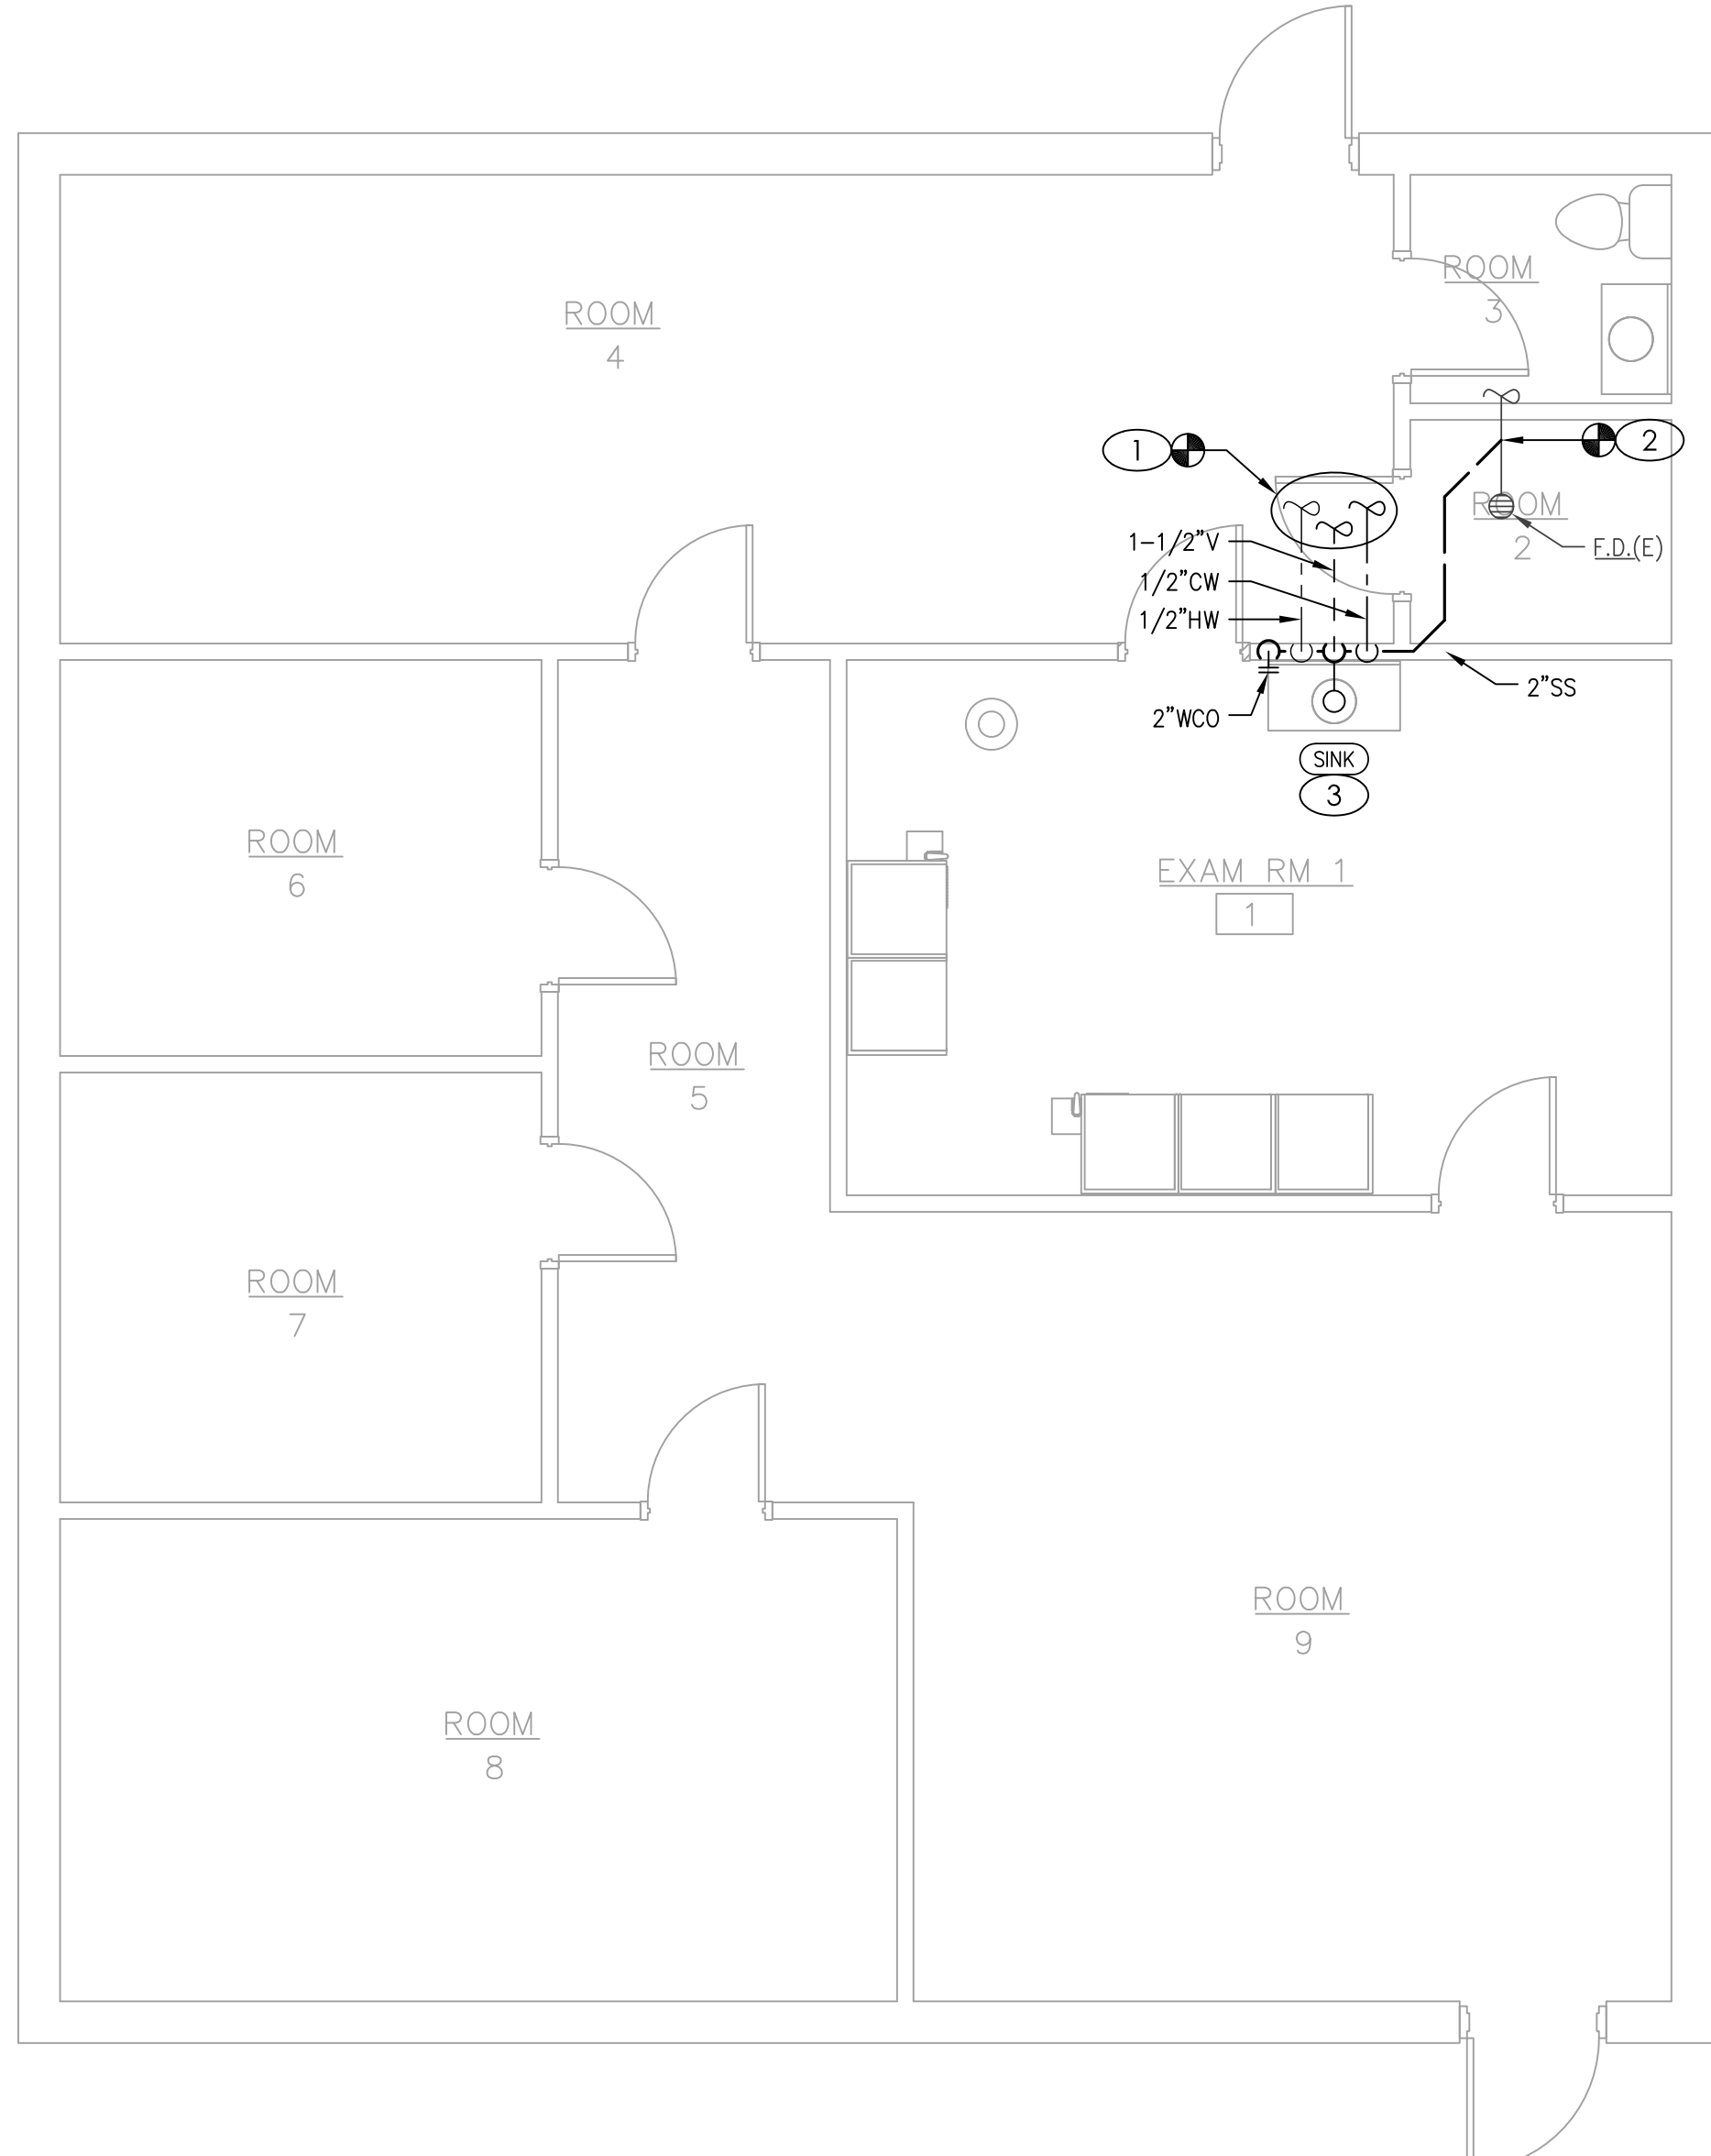 ROOM
3
ROOM
4
1
2
ROOM
2
F.D.(E)
1-1/2"V
1/2"CW
1/2"HW
2"SS
2"WCO
SINK
3
EXAM RM 1
1
ROOM
6
ROOM
5
ROOM
7
ROOM
9
ROOM
8